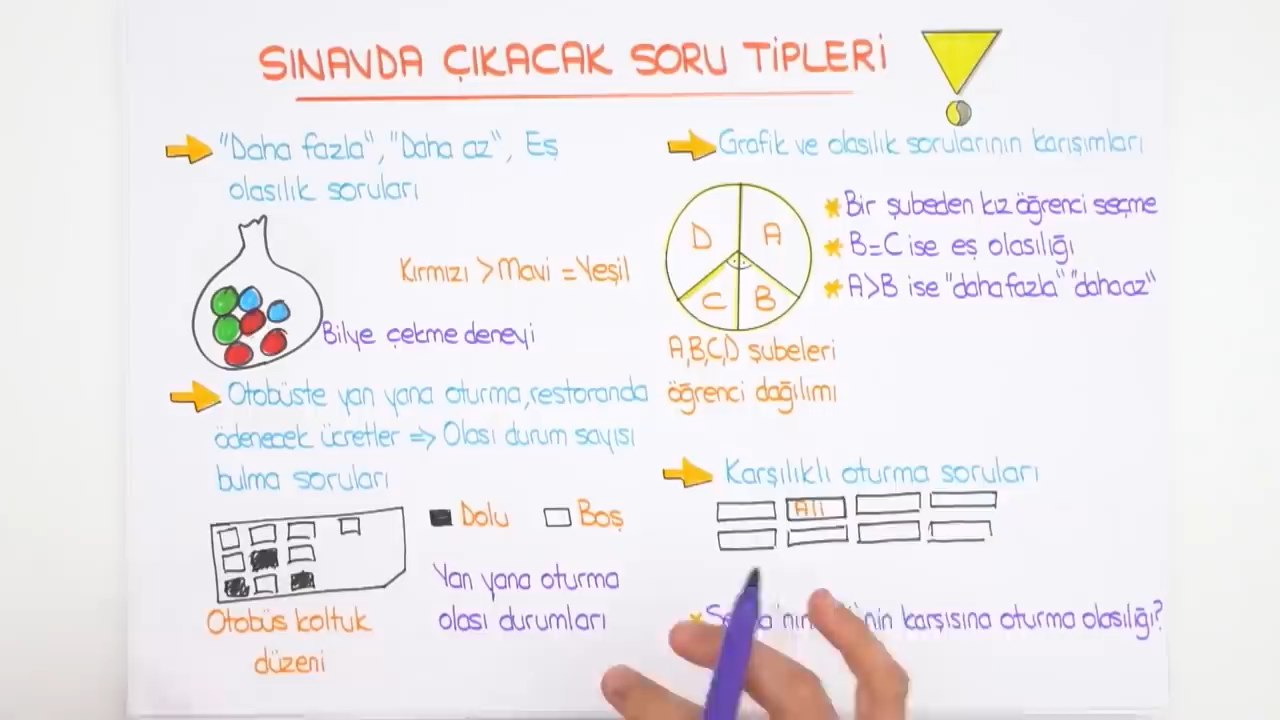 SINAVDA ÇIKACAK SORU TİPLERİ
"Daha fazla", "Daha az", Eş
olasılık soruları
Kırmızı > Mavi = Yeşil
Bilye çekme deneyi
Otobüste yan yana oturma, restoranda
ödenecek ücretler => Olası durum sayısı
bulma soruları
Dolu
Boş
Yan yana oturma
olası durumları
Otobüs koltuk
düzeni
Grafik ve olasılık sorularının karışımları
D A
C B
Bir şubeden kız öğrenci seçme
B=C ise eş olasılığı
A>B ise "daha fazla" "daha az"
A,B,C,D şubeleri
öğrenci dağılımı
Karşılıklı oturma soruları
Ali
karşısına oturma olasılığı?